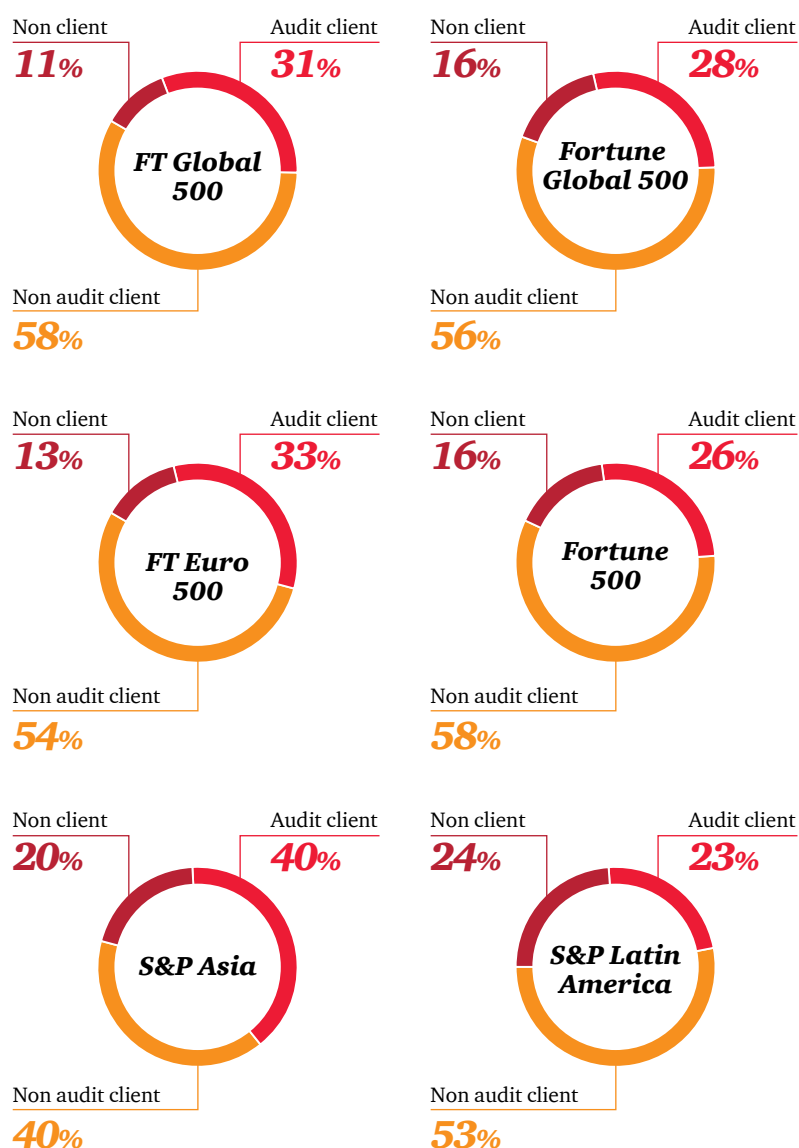 Non client
11%
Audit client
31%
FT Global
500
Non audit client
58%
Non client
16%
Audit client
28%
Fortune
Global 500
Non audit client
56%
Non client
13%
Audit client
33%
FT Euro
500
Non audit client
54%
Non client
16%
Audit client
26%
Fortune
500
Non audit client
58%
Non client
20%
Audit client
40%
S&P Asia
Non audit client
40%
Non client
24%
Audit client
23%
S&P Latin
America
Non audit client
53%